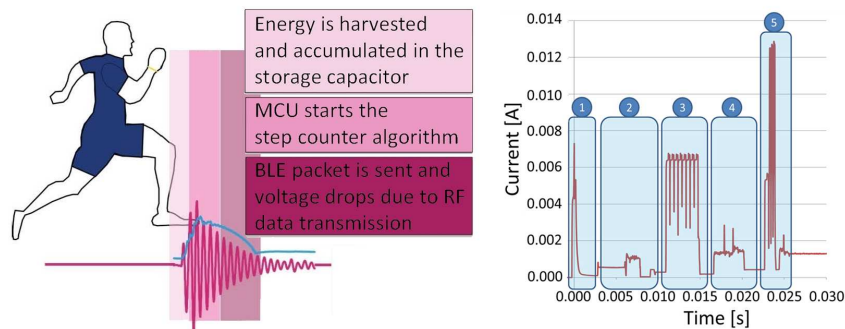 Energy is harvested
and accumulated in the
storage capacitor
MCU starts the
step counter algorithm
BLE packet is sent and
voltage drops due to RF
data transmission
Current [A]
0.014
0.012
0.010
0.008
0.006
0.004
0.002
0.000
1
2
3
4
5
0.000 0.005 0.010 0.015 0.020 0.025 0.030
Time [s]